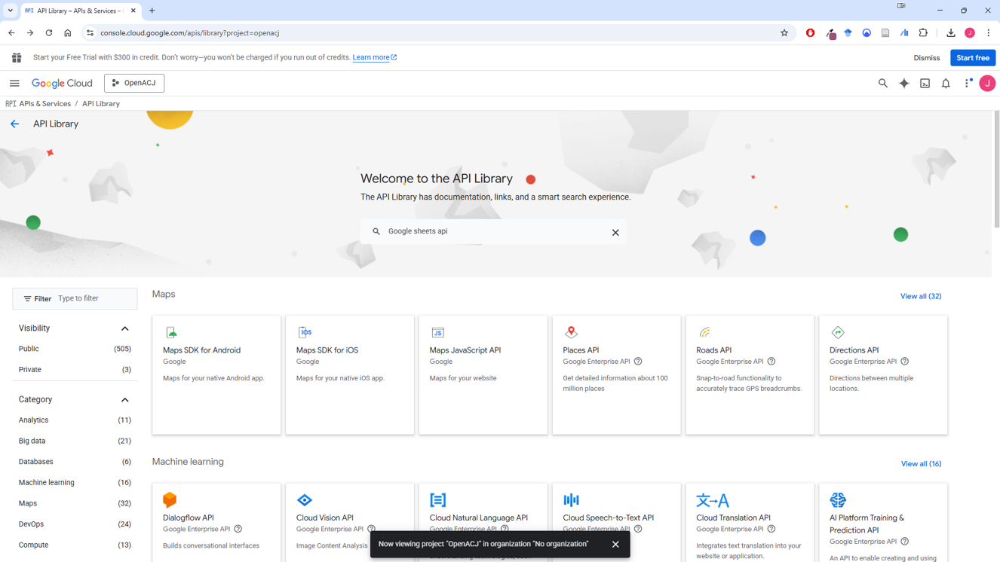 API Library – APIs & Services –
console.cloud.google.com/apis/library?project=openacj
J
Start your Free Trial with $300 in credit. Don't worry—you won't be charged if you run out of credits. Learn more
Dismiss
Start free
Google Cloud
OpenACJ
J
API APIs & Services / API Library
API Library
Welcome to the API Library
The API Library has documentation, links, and a smart search experience.
Google sheets api
Filter Type to filter
Visibility
Public (505)
Private (3)
Category
Analytics (11)
Big data (21)
Databases (6)
Machine learning (16)
Maps (32)
DevOps (24)
Compute (13)
Maps
View all (32)
Maps SDK for Android
Google
Maps for your native Android app.
iOS
Maps SDK for iOS
Google
Maps for your native iOS app.
JS
Maps JavaScript API
Google
Maps for your website
Places API
Google Enterprise API
Get detailed information about 100
million places
Roads API
Google Enterprise API
Snap-to-road functionality to
accurately trace GPS breadcrumbs.
Directions API
Google Enterprise API
Directions between multiple
locations.
Machine learning
View all (16)
Dialogflow API
Google Enterprise API
Builds conversational interfaces
Cloud Vision API
Google Enterprise API
Image Content Analysis
Cloud Natural Language API
Google Enterprise API
Cloud Speech-to-Text API
Google Enterprise API
文→A
Cloud Translation API
Google Enterprise API
Integrates text translation into your
website or application.
AI Platform Training &
Prediction API
Google Enterprise API
An API to enable creating and using
Now viewing project "OpenACJ" in organization "No organization"